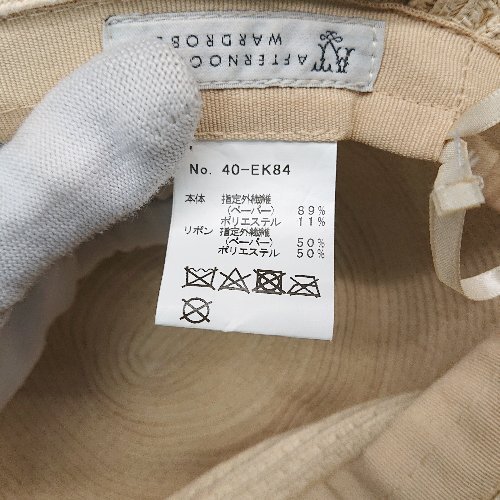 AFTERNOO
WARDROBE
No. 40-EK84
本体 指定外繊維
(ペーパー) 89%
ポリエステル 11%
リボン 指定外繊維
(ペーパー) 50%
ポリエステル 50%